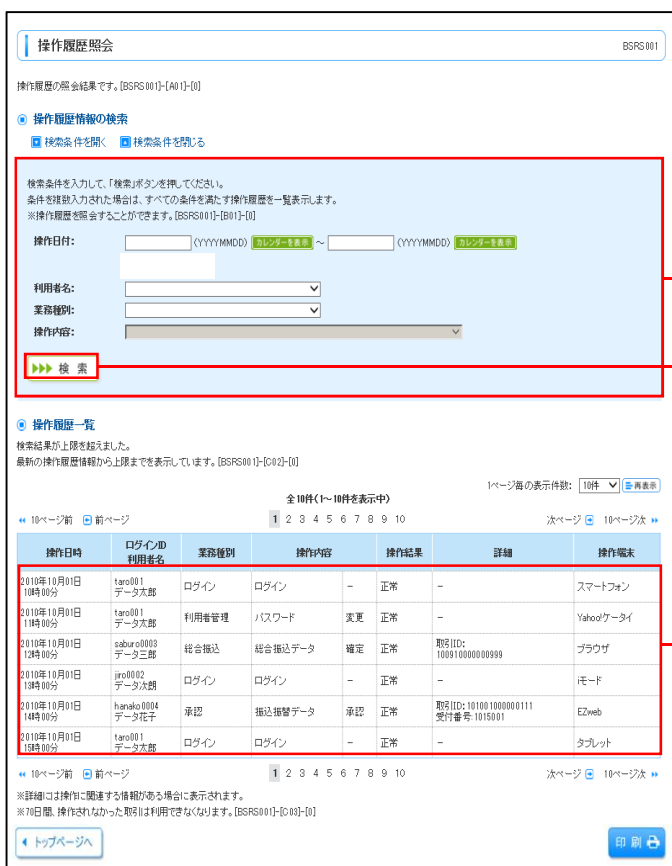 操作履歴照会 BSRS001
操作履歴の照会結果です。[BSRS001]-[A01]-[0]
操作履歴情報の検索
検索条件を開く 検索条件を閉じる
検索条件を入力して、「検索」ボタンを押してください。
条件を複数入力された場合は、すべての条件を満たす操作履歴を一覧表示します。
※操作履歴を照会することができます。[BSRS001]-[B01]-[0]
操作日付: (YYYYMMDD) カレンダーを表示 ～ (YYYYMMDD) カレンダーを表示
利用者名:
業務種別:
操作内容:
検 索
操作履歴一覧
検索結果が上限を超えました。
最新の操作履歴情報から上限までを表示しています。[BSRS001]-[C02]-[0]
1ページ毎の表示件数: 10件 再表示
全10件(1～10件を表示中)
10ページ前 前ページ 1 2 3 4 5 6 7 8 9 10 次ページ 10ページ次
操作日時 ログインID 利用者名 業務種別 操作内容 操作結果 詳細 操作端末
2010年10月01日 10時00分 taro001 データ太郎 ログイン ログイン － 正常 － スマートフォン
2010年10月01日 11時00分 taro001 データ太郎 利用者管理 パスワード 変更 正常 － Yahoo!ケータイ
2010年10月01日 12時00分 saburo0003 データ三郎 総合振込 総合振込データ 確定 正常 取引ID: 100910000000999 ブラウザ
2010年10月01日 13時00分 jiro0002 データ次朗 ログイン ログイン － 正常 － iモード
2010年10月01日 14時00分 hanako0004 データ花子 承認 振込振替データ 承認 正常 取引ID:101001000000111 受付番号:1015001 EZweb
2010年10月01日 15時00分 taro001 データ太郎 ログイン ログイン － 正常 － タブレット
10ページ前 前ページ 1 2 3 4 5 6 7 8 9 10 次ページ 10ページ次
※詳細には操作に関連する情報がある場合に表示されます。
※70日間、操作されなかった取引は利用できなくなります。[BSRS001]-[C03]-[0]
トップページへ 印 刷